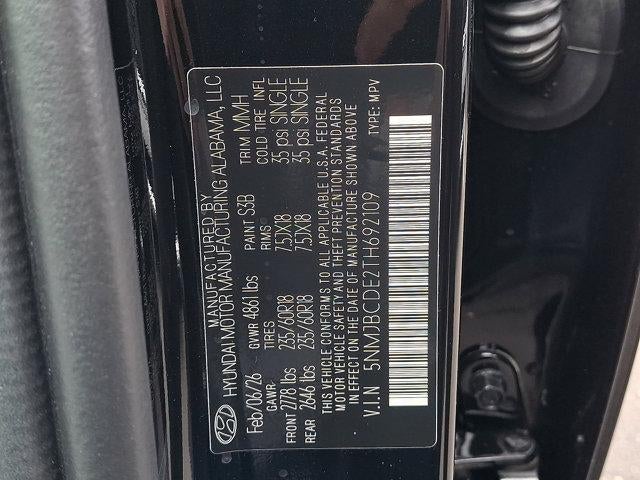 MANUFACTURED BY
HYUNDAI MOTOR MANUFACTURING ALABAMA, LLC
Feb/06/26 GVWR 4861 lbs PAINT S3B TRIM MMH
GAWR: TIRES RIMS COLD TIRE INFL
FRONT 2778 lbs 235/60R18 7.5JX18 35 psi SINGLE
REAR 2646 lbs 235/60R18 7.5JX18 35 psi SINGLE
THIS VEHICLE CONFORMS TO ALL APPLICABLE U.S.A. FEDERAL
MOTOR VEHICLE SAFETY AND THEFT PREVENTION STANDARDS
IN EFFECT ON THE DATE OF MANUFACTURE SHOWN ABOVE
V.I.N 5NMJBCDE2TH692109 TYPE: MPV